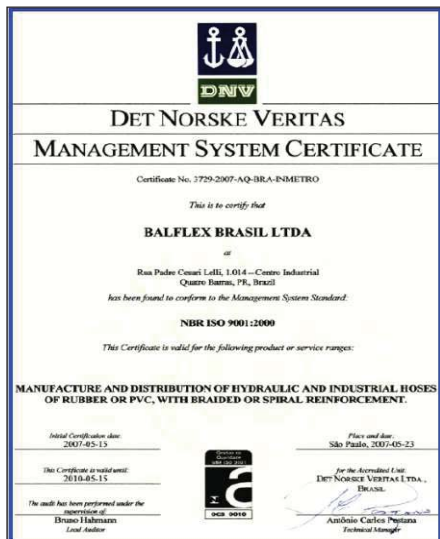 DNV
DET NORSKE VERITAS
MANAGEMENT SYSTEM CERTIFICATE
Certificate No. 3729-2007-AQ-BRA-INMETRO
This is to certify that
BALFLEX BRASIL LTDA
at
Rua Padre Cesari Lelli, 1.014 – Centro Industrial
Quatro Barras, PR, Brazil
has been found to conform to the Management System Standard:
NBR ISO 9001:2000
This Certificate is valid for the following product or service ranges:
MANUFACTURE AND DISTRIBUTION OF HYDRAULIC AND INDUSTRIAL HOSES
OF RUBBER OR PVC, WITH BRAIDED OR SPIRAL REINFORCEMENT.
Initial Certification date:
2007-05-15
This Certificate is valid until:
2010-05-15
The audit has been performed under the
supervision of:
Bruno Hahmann
Lead Auditor
OCS 0010
Place and date:
São Paulo, 2007-05-23
for the Accredited Unit:
DET NORSKE VERITAS LTDA.,
BRASIL
Antônio Carles
Technical Manager